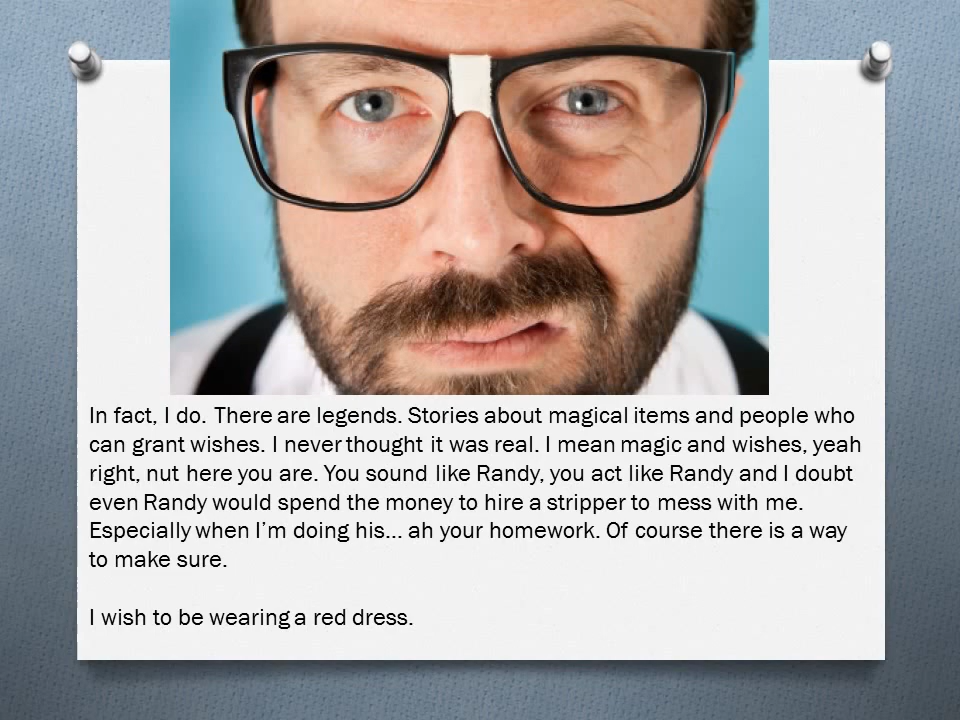 In fact, I do. There are legends. Stories about magical items and people who
can grant wishes. I never thought it was real. I mean magic and wishes, yeah
right, nut here you are. You sound like Randy, you act like Randy and I doubt
even Randy would spend the money to hire a stripper to mess with me.
Especially when I’m doing his... ah your homework. Of course there is a way
to make sure.
I wish to be wearing a red dress.